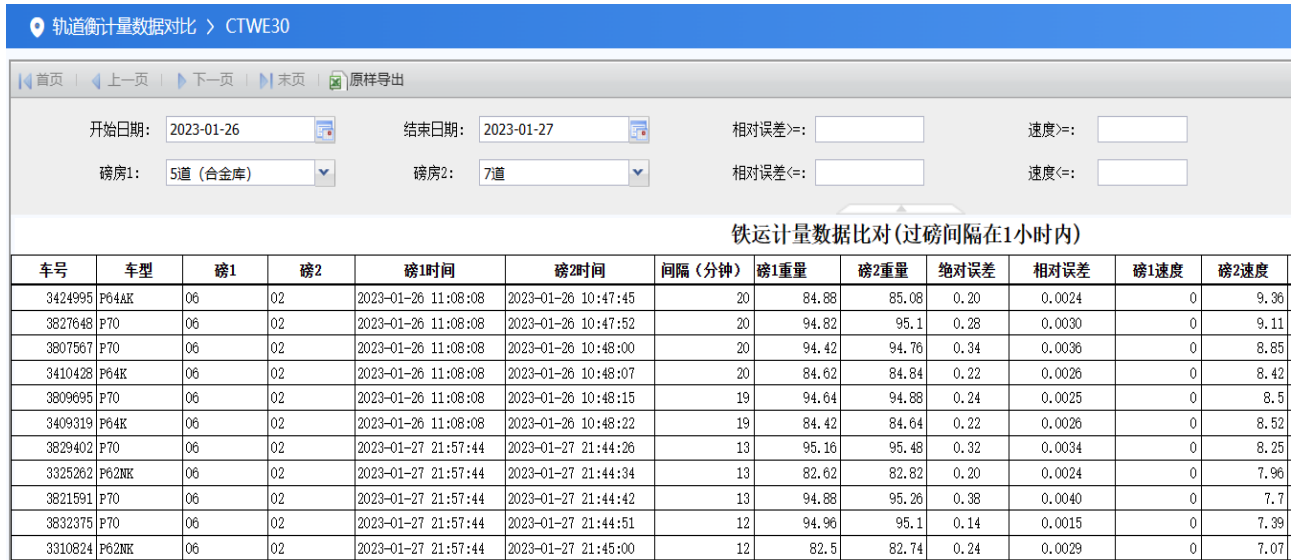 轨道衡计量数据对比 > CTWE30
首页 上一页 下一页 末页 原样导出
开始日期: 2023-01-26 结束日期: 2023-01-27 相对误差>=: 速度>=:
磅房1: 5道（合金库） 磅房2: 7道 相对误差<=: 速度<=:
铁运计量数据比对(过磅间隔在1小时内)
车号 车型 磅1 磅2 磅1时间 磅2时间 间隔（分钟） 磅1重量 磅2重量 绝对误差 相对误差 磅1速度 磅2速度
3424995 P64AK 06 02 2023-01-26 11:08:08 2023-01-26 10:47:45 20 84.88 85.08 0.20 0.0024 0 9.36
3827648 P70 06 02 2023-01-26 11:08:08 2023-01-26 10:47:52 20 94.82 95.1 0.28 0.0030 0 9.11
3807567 P70 06 02 2023-01-26 11:08:08 2023-01-26 10:48:00 20 94.42 94.76 0.34 0.0036 0 8.85
3410428 P64K 06 02 2023-01-26 11:08:08 2023-01-26 10:48:07 20 84.62 84.84 0.22 0.0026 0 8.42
3809695 P70 06 02 2023-01-26 11:08:08 2023-01-26 10:48:15 19 94.64 94.88 0.24 0.0025 0 8.5
3409319 P64K 06 02 2023-01-26 11:08:08 2023-01-26 10:48:22 19 84.42 84.64 0.22 0.0026 0 8.52
3829402 P70 06 02 2023-01-27 21:57:44 2023-01-27 21:44:26 13 95.16 95.48 0.32 0.0034 0 8.25
3325262 P62NK 06 02 2023-01-27 21:57:44 2023-01-27 21:44:34 13 82.62 82.82 0.20 0.0024 0 7.96
3821591 P70 06 02 2023-01-27 21:57:44 2023-01-27 21:44:42 13 94.88 95.26 0.38 0.0040 0 7.7
3832375 P70 06 02 2023-01-27 21:57:44 2023-01-27 21:44:51 12 94.96 95.1 0.14 0.0015 0 7.39
3310824 P62NK 06 02 2023-01-27 21:57:44 2023-01-27 21:45:00 12 82.5 82.74 0.24 0.0029 0 7.07